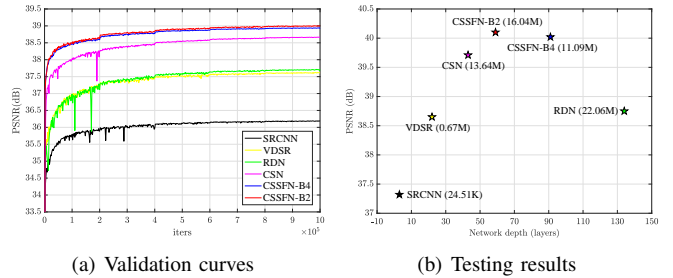 39.5
39
38.5
38
37.5
37
36.5
36
35.5
35
34.5
34
33.5
PSNR(dB)
0 1 2 3 4 5 6 7 8 9 10
iters
×10⁵
SRCNN
VDSR
RDN
CSN
CSSFN-B4
CSSFN-B2
(a) Validation curves
40.5
40
39.5
39
38.5
38
37.5
37
PSNR (dB)
CSSFN-B2 (16.04M)
CSSFN-B4 (11.09M)
CSN (13.64M)
RDN (22.06M)
VDSR (0.67M)
SRCNN (24.51K)
-10 10 30 50 70 90 110 130 150
Network depth (layers)
(b) Testing results